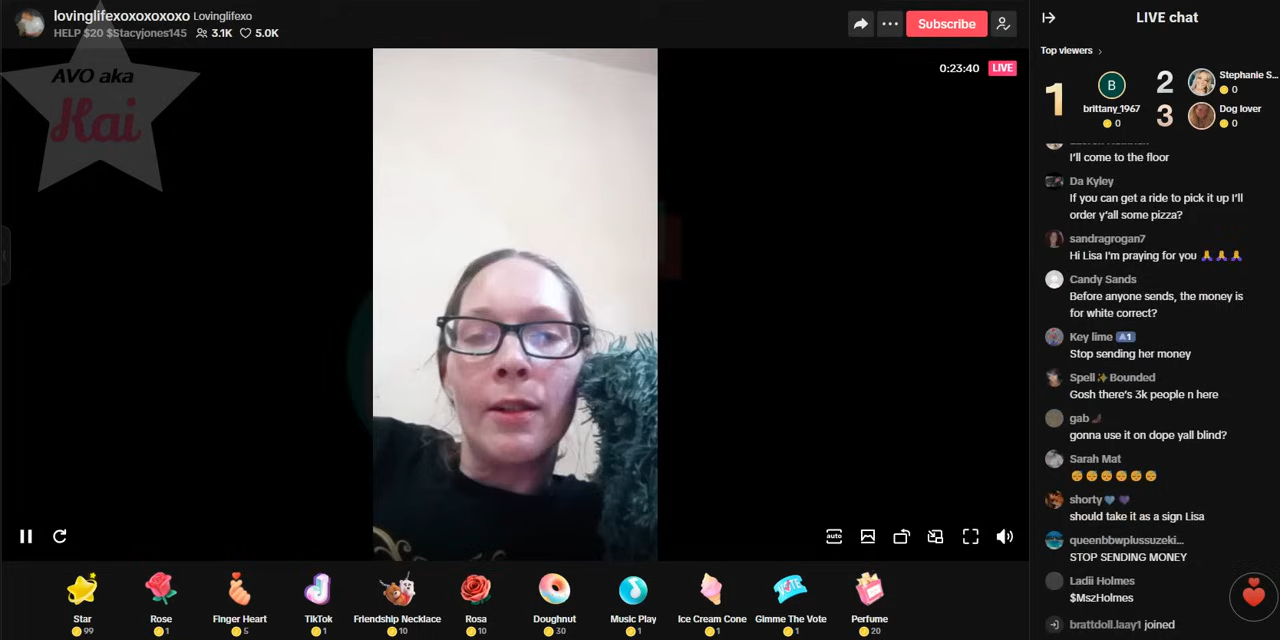 lovinglifexoxoxoxoxo Lovinglifexo
HELP $20 $Stacyjones145 3.1K 5.0K
Subscribe
AVO aka
Kai
0:23:40 LIVE
LIVE chat
Top viewers
1
B
brittany_1967
0
2
Stephanie S...
0
3
Dog lover
0
I'll come to the floor
Da Kyley
If you can get a ride to pick it up I'll
order y'all some pizza?
sandragrogan7
Hi Lisa I'm praying for you 🙏 🙏 🙏
Candy Sands
Before anyone sends, the money is
for white correct?
Key lime A1
Stop sending her money
Spell✨Bounded
Gosh there's 3k people n here
gab
gonna use it on dope yall blind?
Sarah Mat
😴😴😴😴😴😴
shorty💙 💜
should take it as a sign Lisa
queenbbwplussuzeki...
STOP SENDING MONEY
Ladii Holmes
$MszHolmes
brattdoll.laay1 joined
auto
Star
99
Rose
1
Finger Heart
5
TikTok
1
Friendship Necklace
10
Rosa
10
Doughnut
30
Music Play
1
Ice Cream Cone
1
Gimme The Vote
1
Perfume
20